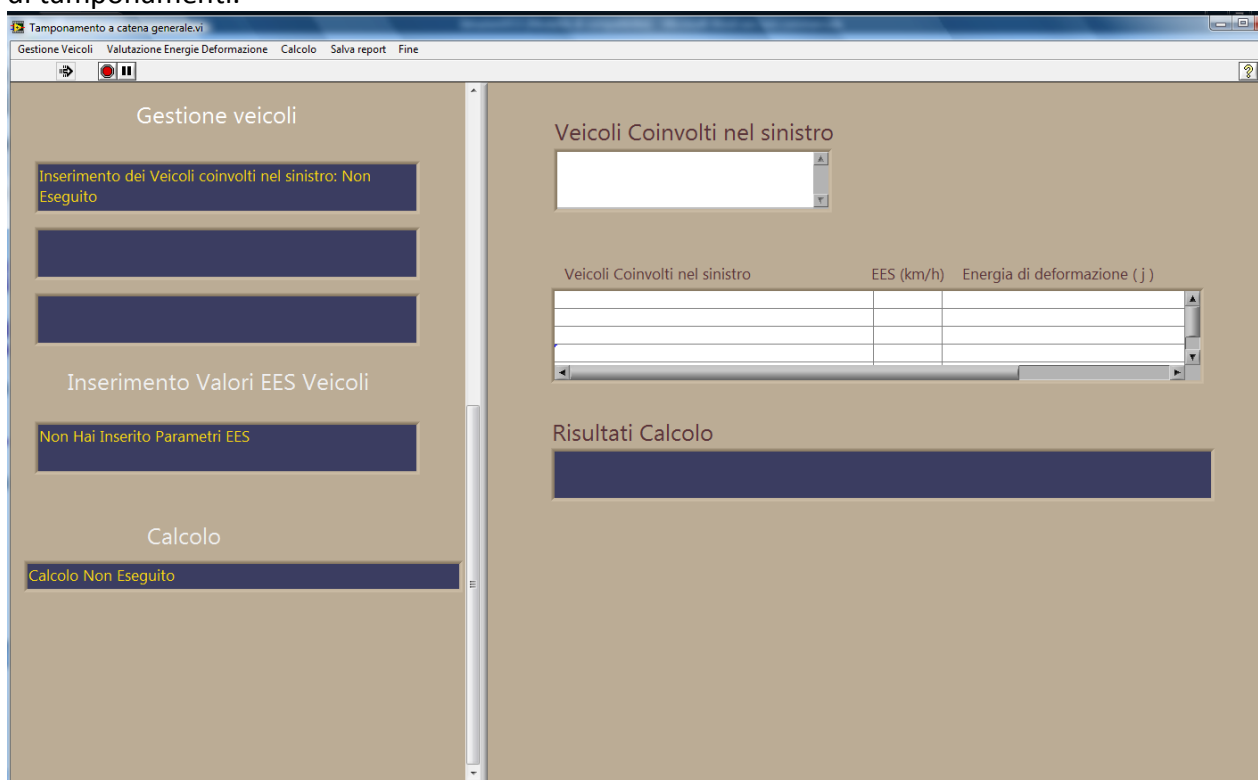 di tamponamenti.
Tamponamento a catena generale.vi
Gestione Veicoli Valutazione Energie Deformazione Calcolo Salva report Fine
Gestione veicoli
Inserimento dei Veicoli coinvolti nel sinistro: Non
Eseguito
Inserimento Valori EES Veicoli
Non Hai Inserito Parametri EES
Calcolo
Calcolo Non Eseguito
Veicoli Coinvolti nel sinistro
Veicoli Coinvolti nel sinistro EES (km/h) Energia di deformazione ( j )
Risultati Calcolo